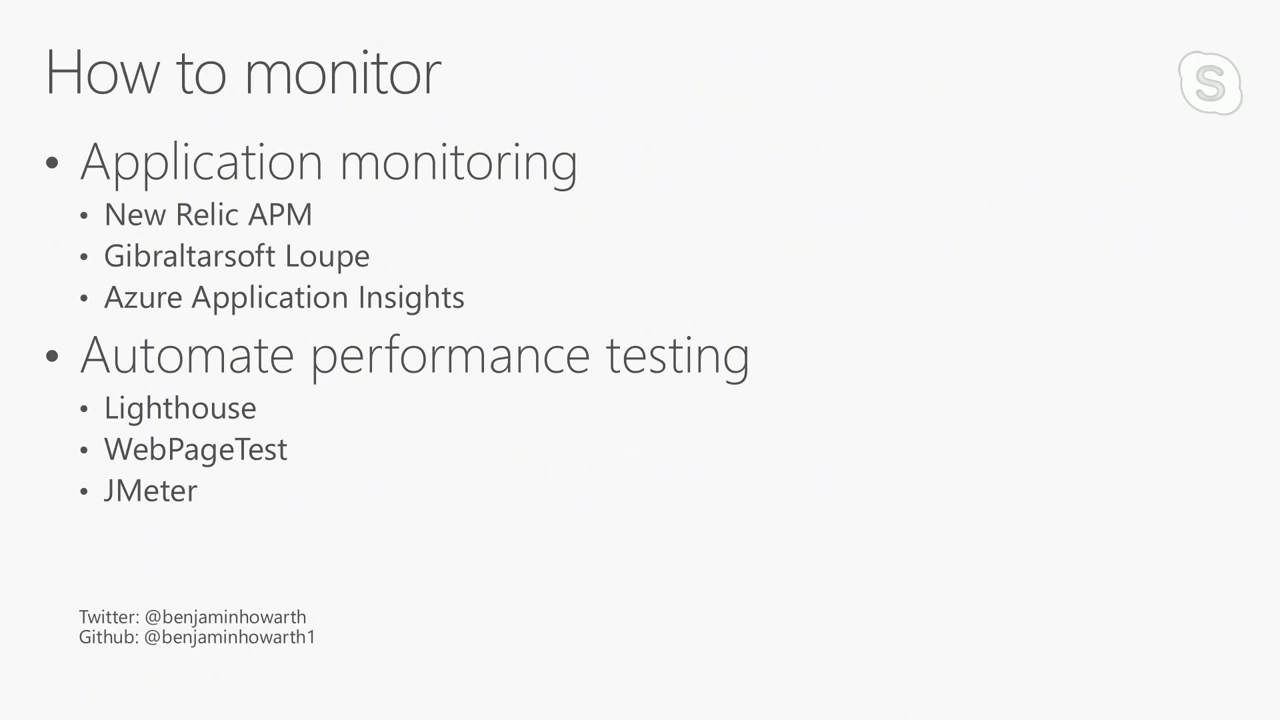 How to monitor
S
• Application monitoring
• New Relic APM
• Gibraltarsoft Loupe
• Azure Application Insights
• Automate performance testing
• Lighthouse
• WebPageTest
• JMeter
Twitter: @benjaminhowarth
Github: @benjaminhowarth1